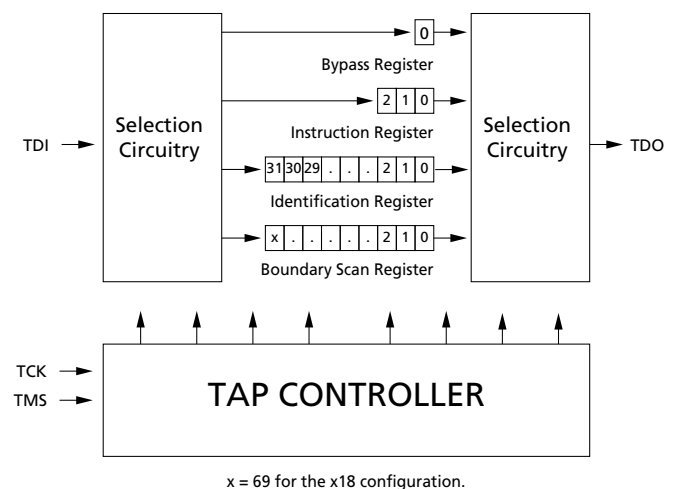 0
Bypass Register
2 1 0
Instruction Register
TDI
Selection
Circuitry
Selection
Circuitry
TDO
31 30 29 . . . 2 1 0
Identification Register
x . . . . . 2 1 0
Boundary Scan Register
TCK
TMS
TAP CONTROLLER
x = 69 for the x18 configuration.